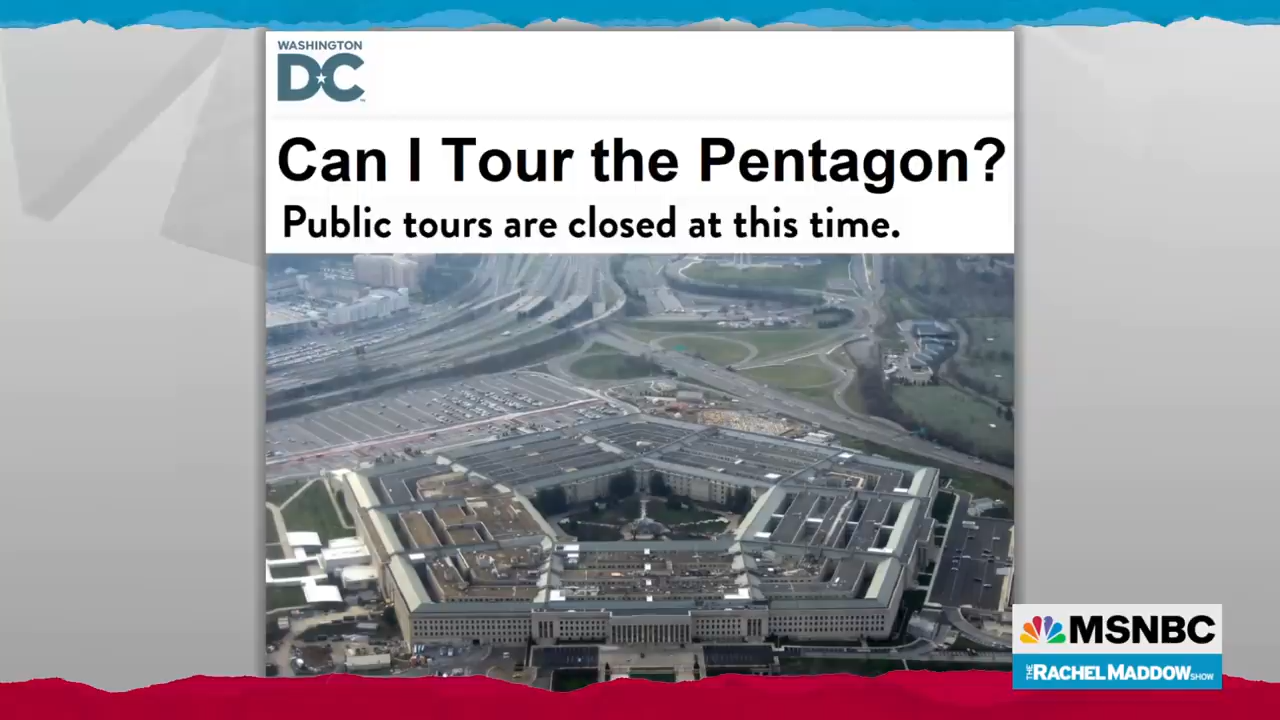 WASHINGTON
DC
Can I Tour the Pentagon?
Public tours are closed at this time.
MSNBC
THE RACHEL MADDOW SHOW